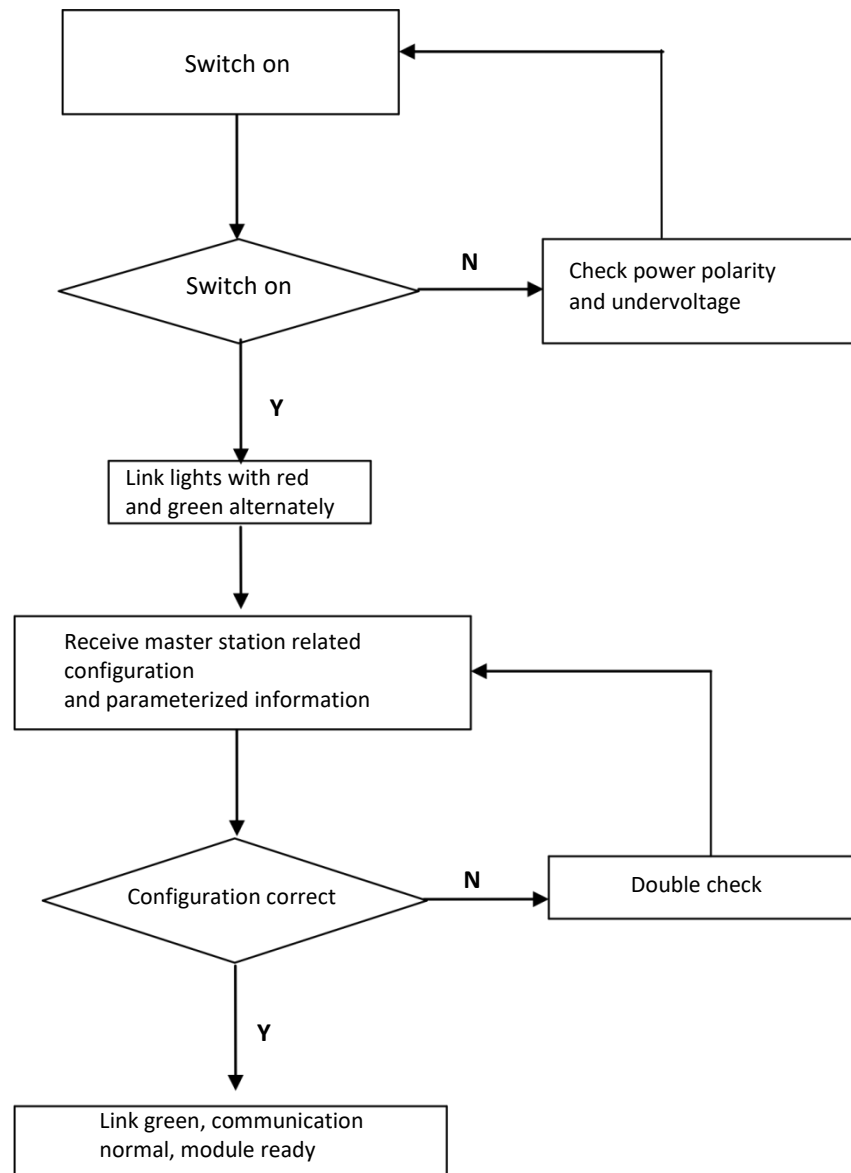 Switch on
Switch on
N
Check power polarity
and undervoltage
Y
Link lights with red
and green alternately
Receive master station related
configuration
and parameterized information
Configuration correct
N
Double check
Y
Link green, communication
normal, module ready